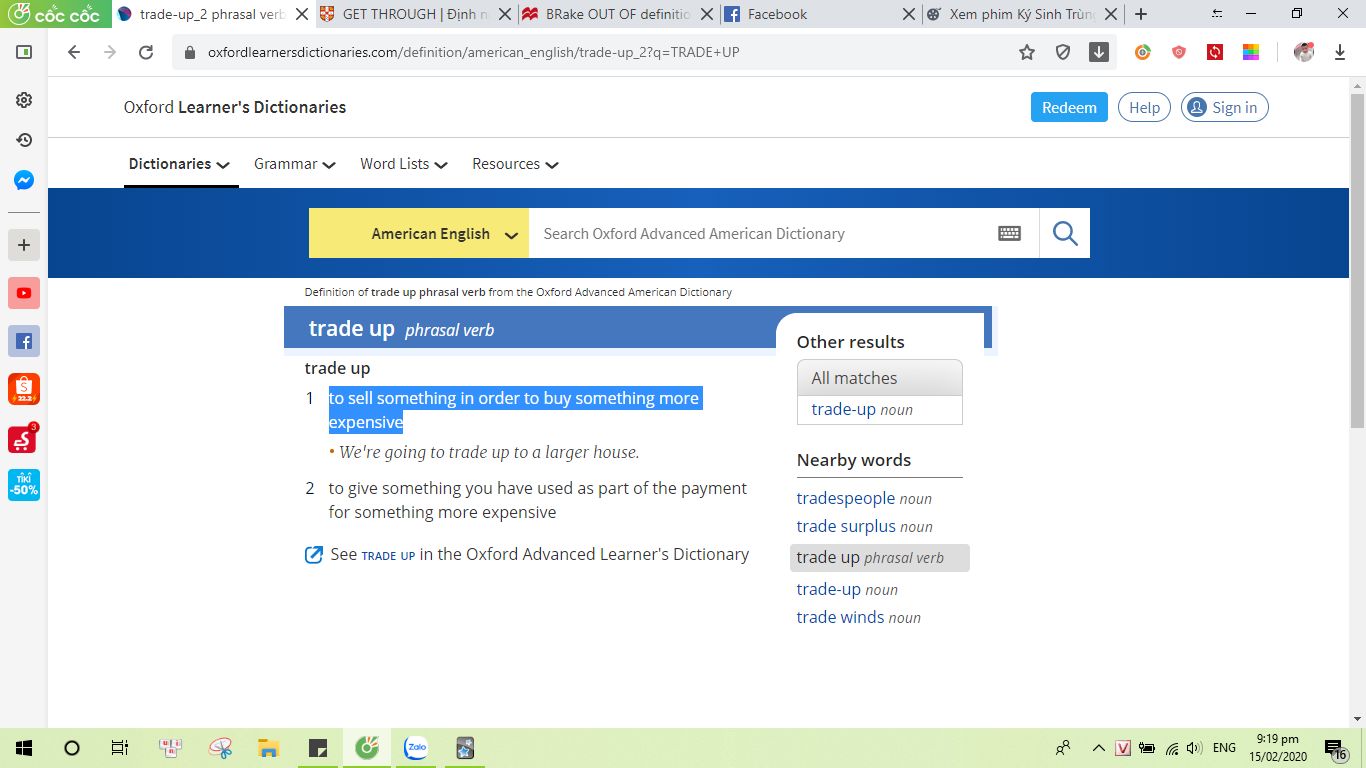 cốc cốc
trade-up_2 phrasal verb
GET THROUGH | Định n
BRake OUT OF definitio
Facebook
Xem phim Ký Sinh Trùng
oxfordlearnersdictionaries.com/definition/american_english/trade-up_2?q=TRADE+UP
Oxford Learner's Dictionaries
Redeem
Help
Sign in
Dictionaries
Grammar
Word Lists
Resources
American English
Search Oxford Advanced American Dictionary
Definition of trade up phrasal verb from the Oxford Advanced American Dictionary
trade up phrasal verb
trade up
1 to sell something in order to buy something more
expensive
• We're going to trade up to a larger house.
2 to give something you have used as part of the payment
for something more expensive
See TRADE UP in the Oxford Advanced Learner's Dictionary
Other results
All matches
trade-up noun
Nearby words
tradespeople noun
trade surplus noun
trade up phrasal verb
trade-up noun
trade winds noun
22.2
3
TIKI
-50%
Zalo
V
ENG
9:19 pm
15/02/2020
16